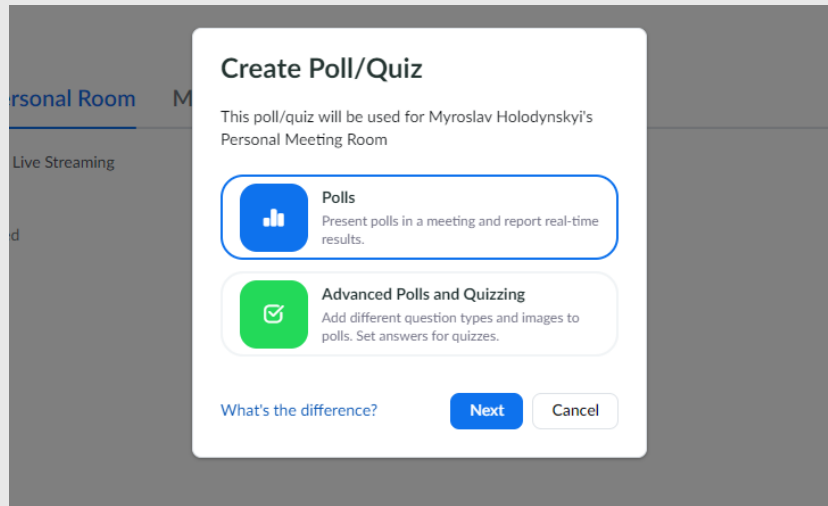 Create Poll/Quiz
This poll/quiz will be used for Myroslav Holodynskyi's
Personal Meeting Room
ersonal Room
M
Live Streaming
ed
Polls
Present polls in a meeting and report real-time
results.
Advanced Polls and Quizzing
Add different question types and images to
polls. Set answers for quizzes.
What's the difference?
Next
Cancel